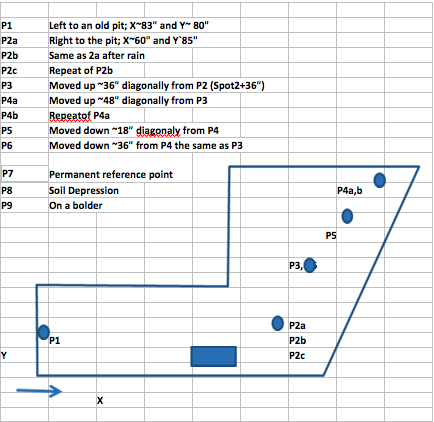 P1 Left to an old pit; X~83" and Y~ 80"
P2a Right to the pit; X~60" and Y`85"
P2b Same as 2a after rain
P2c Repeat of P2b
P3 Moved up ~36" diagonally from P2 (Spot2+36")
P4a Moved up ~48" diagonally from P3
P4b Repeatof P4a
P5 Moved down ~18" diagonaly from P4
P6 Moved down ~36" from P4 the same as P3
P7 Permanent reference point
P8 Soil Depression
P9 On a bolder
P4a,b
P5
P3,
P2a
P1 P2b
Y P2c
X